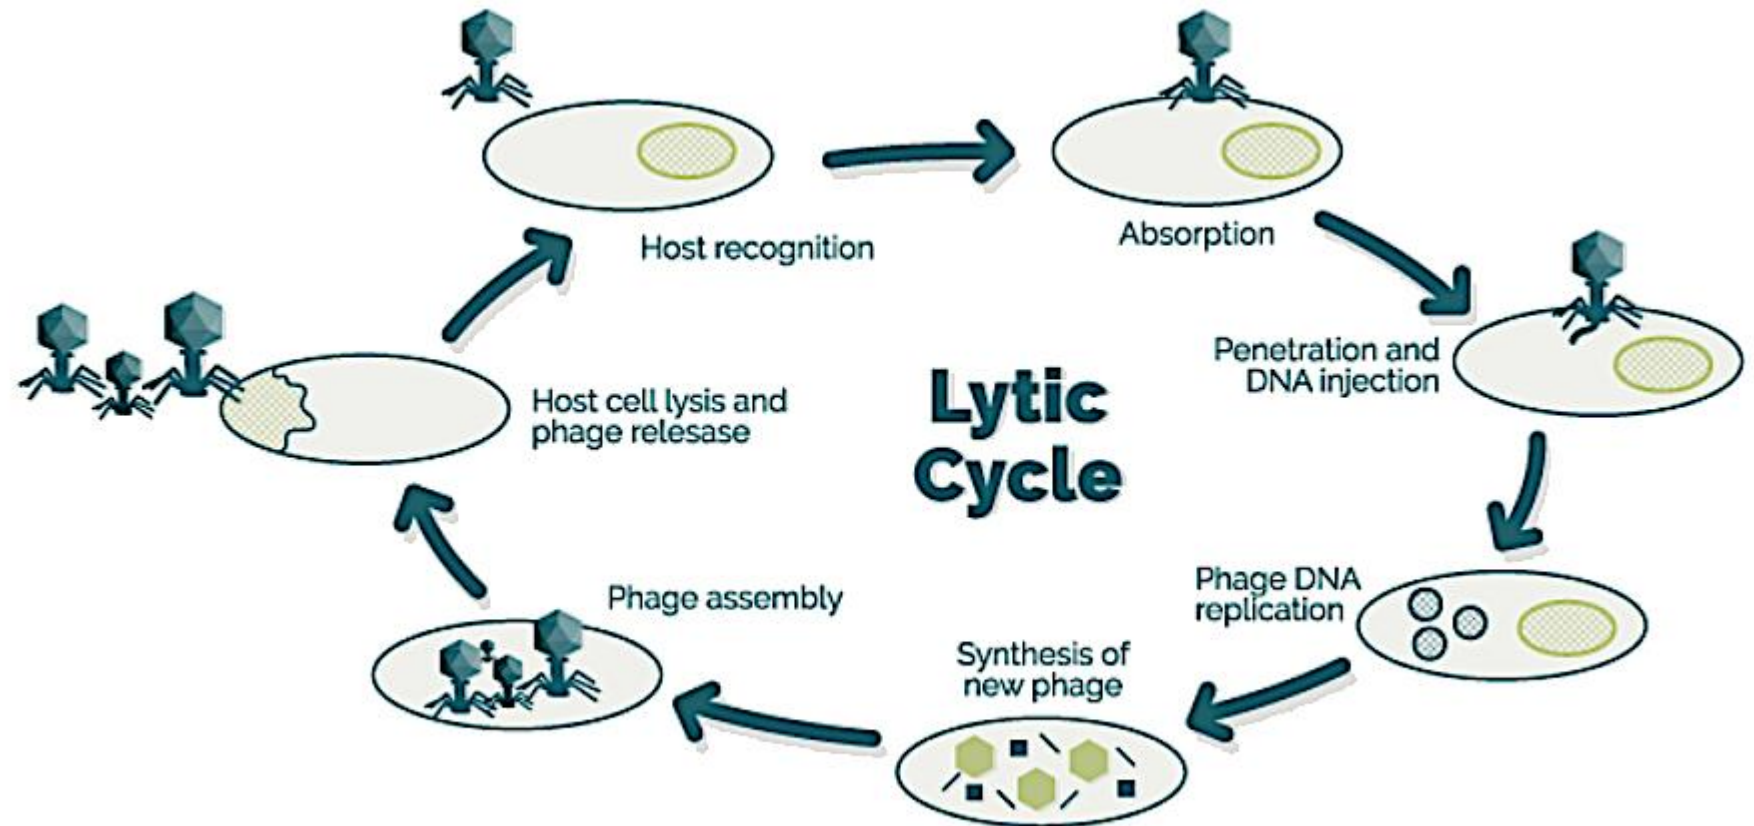 Host recognition
Absorption
Penetration and
DNA injection
Phage DNA
replication
Synthesis of
new phage
Phage assembly
Host cell lysis and
phage relesase
Lytic
Cycle